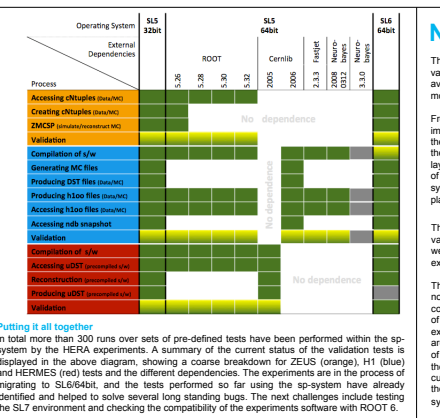 Operating System
SL5 32bit
SL5 64bit
SL6 64bit
External Dependencies
ROOT
Cernlib
Fastjet
Neuro-bayes
Neuro-bayes
Process
5.26
5.28
5.30
5.32
2005
2006
2.3.3
2008 0312
3.3.0
Accessing cNtuples (Data/MC)
Creating cNtuples (Data/MC)
ZMCSP (simulate/reconstruct MC)
Validation
No dependence
Compilation of s/w
Generating MC files
Producing DST files (Data/MC)
Producing h1oo files (Data/MC)
Accessing h1oo files (Data/MC)
Accessing ndb snapshot
Validation
No dependence
Compilation of s/w
Accessing uDST (precompiled s/w)
Reconstruction (precompiled s/w)
Producing uDST (precompiled s/w)
Validation
No dependence
Putting it all together
In total more than 300 runs over sets of pre-defined tests have been performed within the sp-
system by the HERA experiments. A summary of the current status of the validation tests is
displayed in the above diagram, showing a coarse breakdown for ZEUS (orange), H1 (blue)
and HERMES (red) tests and the different dependencies. The experiments are in the process of
migrating to SL6/64bit, and the tests performed so far using the sp-system have already
identified and helped to solve several long standing bugs. The next challenges include testing
the SL7 environment and checking the compatibility of the experiments software with ROOT 6.